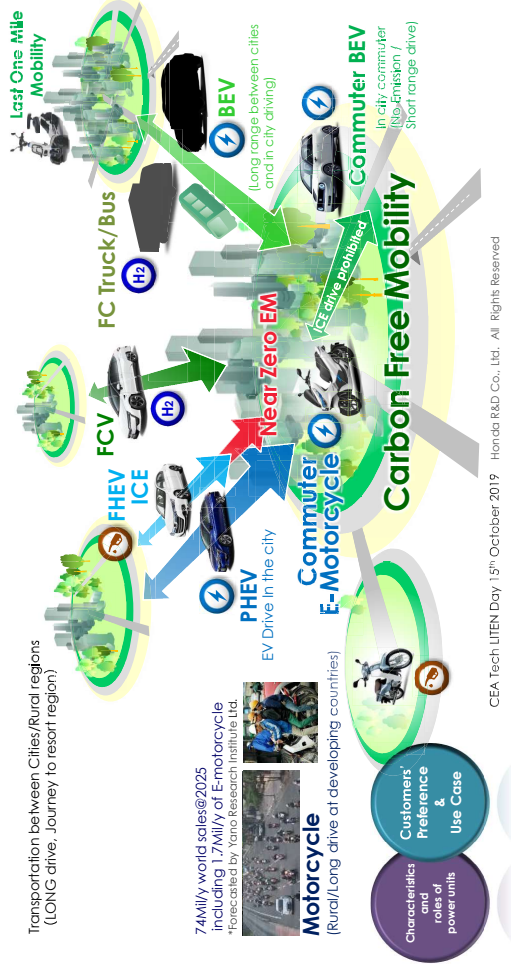 Transportation between Cities/Rural regions
(LONG drive, Journey to resort region)
FHEV
ICE
FCV
H2
FC Truck/Bus
H2
Last One Mile
Mobility
BEV
(Long range between cities
and in city driving)
PHEV
EV Drive In the city
Near Zero EM
ICE drive prohibited
Commuter BEV
In city commuter
(No Emission /
Short range drive)
Commuter
E-Motorcycle
Carbon Free Mobility
74Mil/y world sales@2025
including 1.7Mil/y of E-motorcycle
*Forecasted by Yano Research Institute Ltd.
Motorcycle
(Rural/Long drive at developing countries)
Characteristics
and
roles of
power units
Customers'
Preference
&
Use Case
CEA Tech LITEN Day 15th October 2019 Honda R&D Co., Ltd. All Rights Reserved